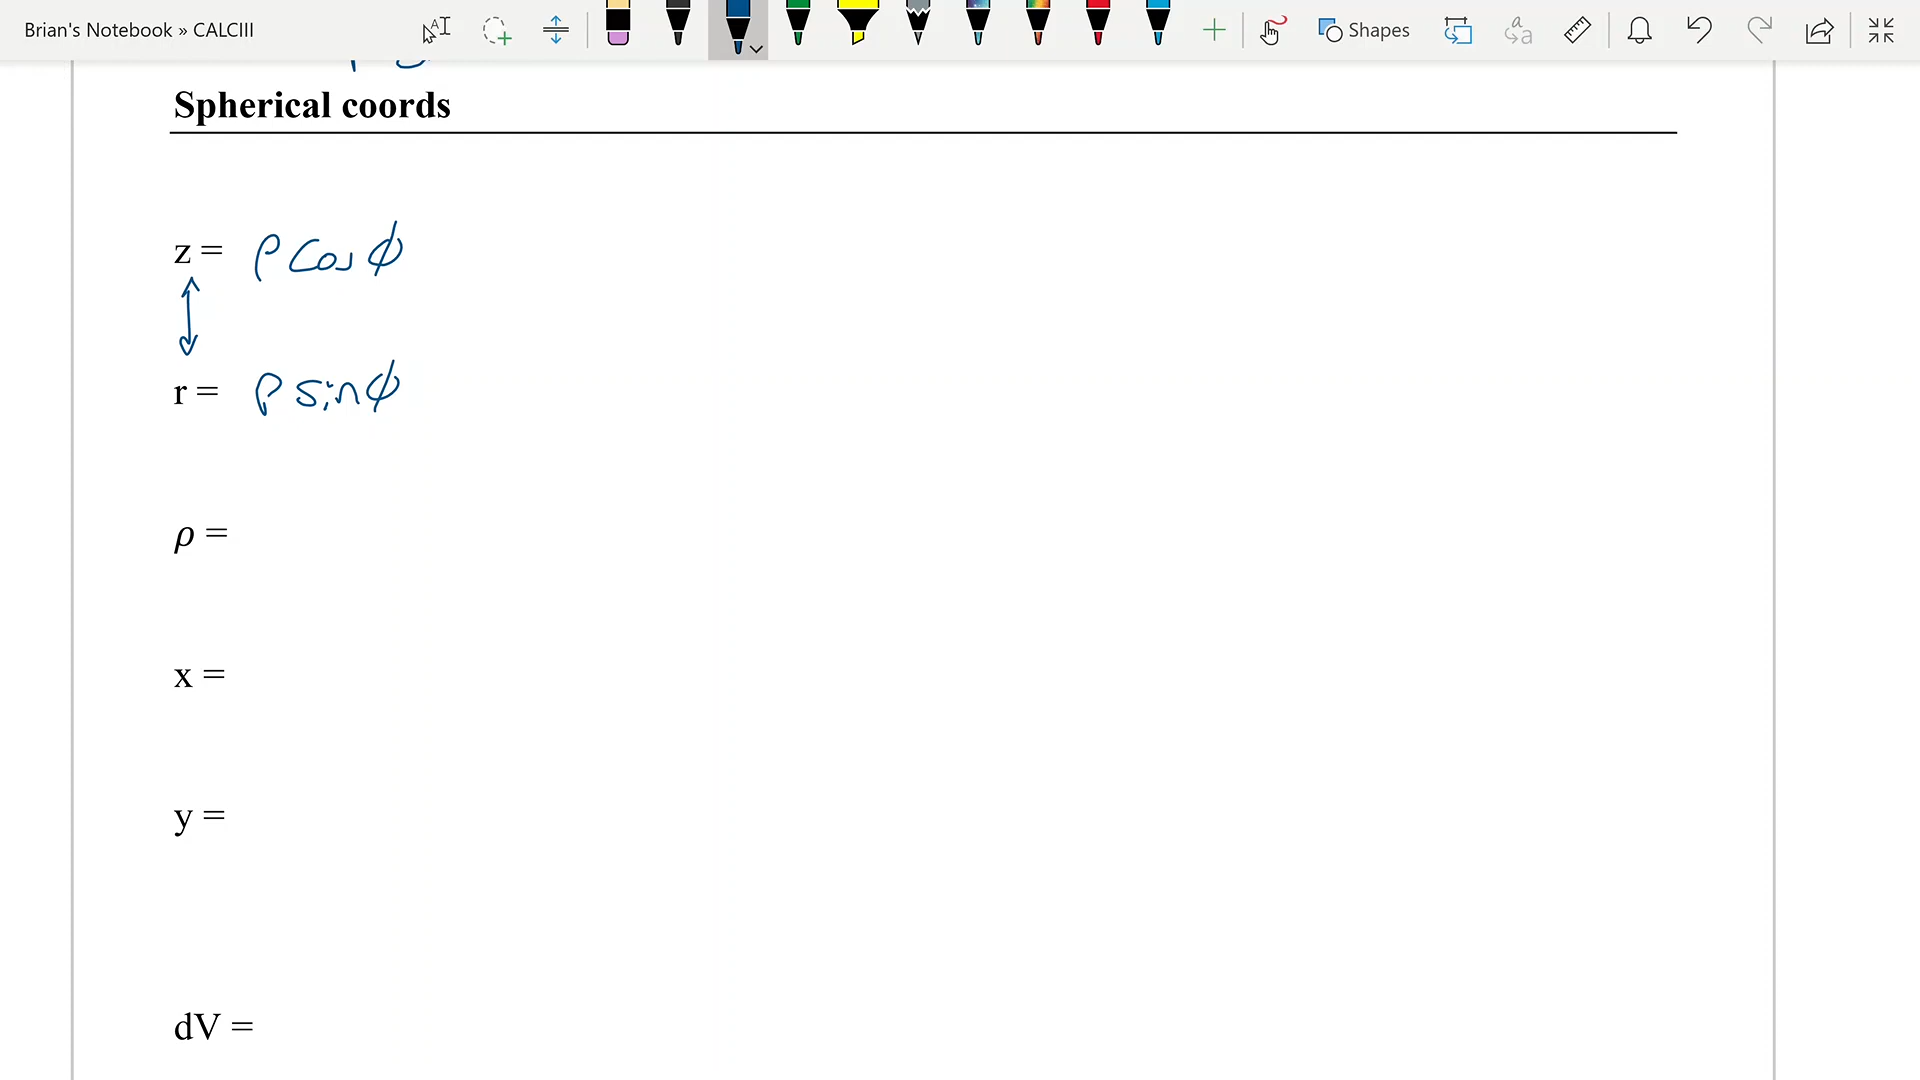 Brian's Notebook » CALCIII
Shapes
Spherical coords
z = ρ cos ϕ
r = ρ sin ϕ
ρ =
x =
y =
dV =